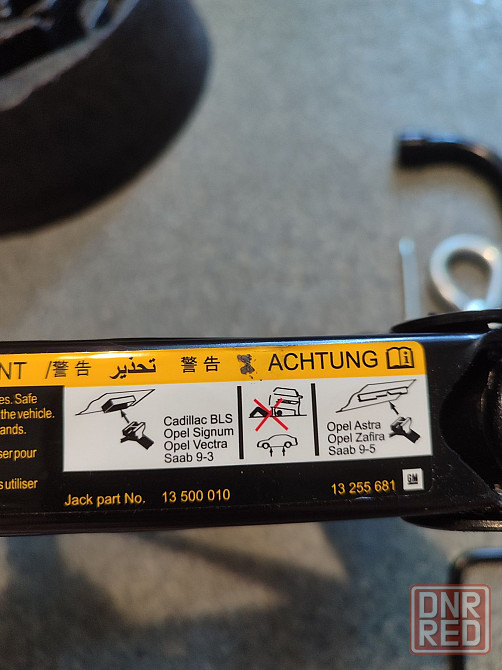 NT /警告 تحذير 警告 ACHTUNG
es. Safe
the vehicle.
ands.
ser pour
s utiliser
Cadillac BLS
Opel Signum
Opel Vectra
Saab 9-3
Opel Astra
Opel Zafira
Saab 9-5
Jack part No. 13 500 010
13 255 681 GM
DNR
RED